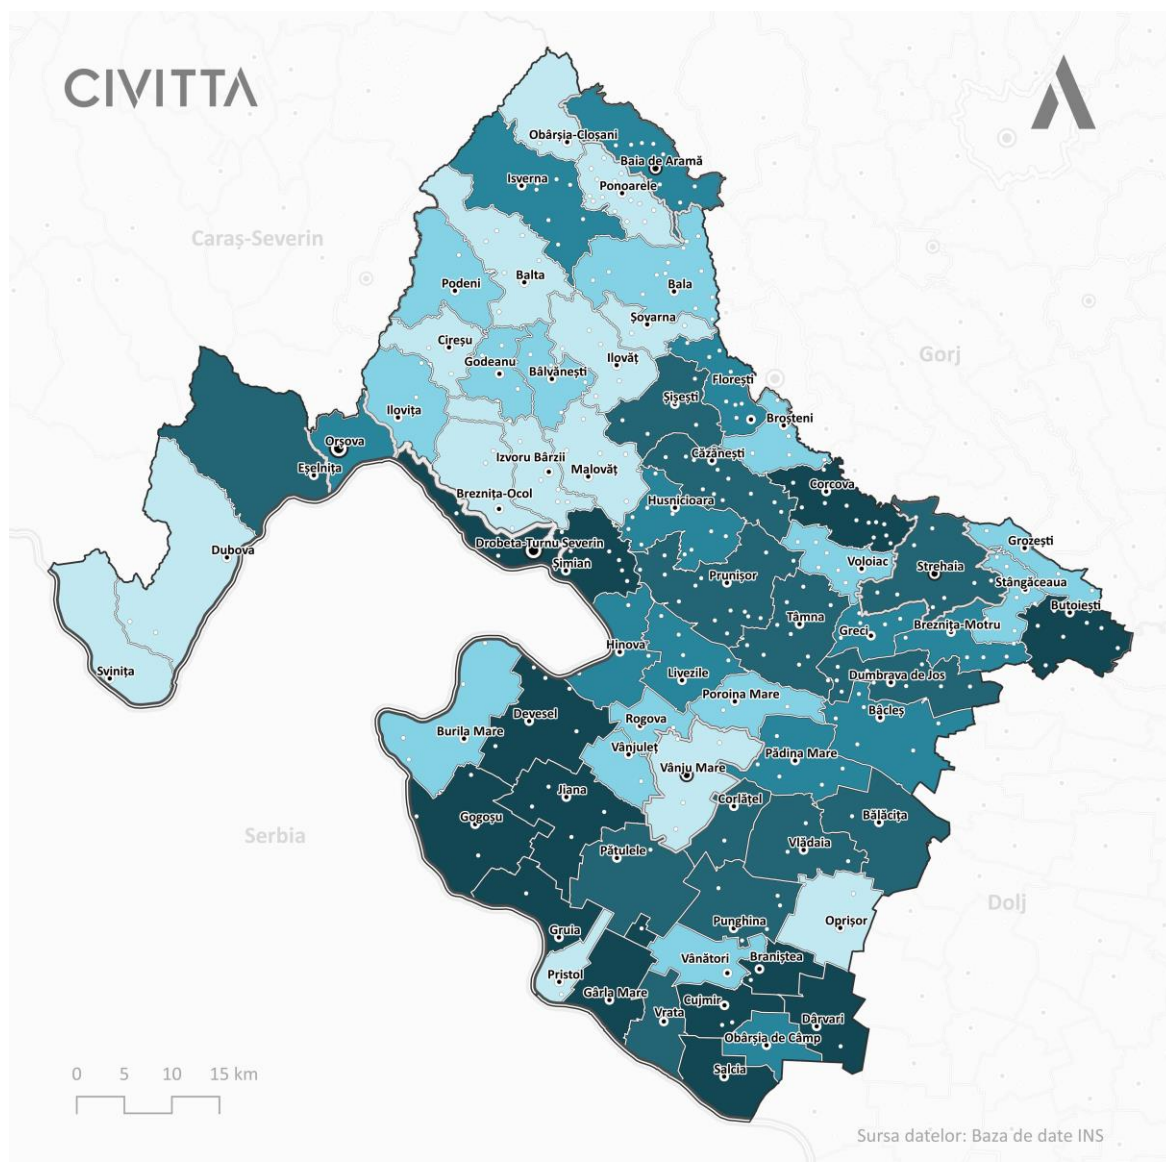 CIVITTA
Obârșia-Cloșani
Baia de Aramă
Isverna
Ponoarele
Caraș-Severin
Balta
Podeni
Bala
Șovarna
Cireșu
Gorj
Godeanu
Ilovăț
Bâlvănești
Florești
Șișești
Ilovița
Broșteni
Orșova
Izvoru Bârzii
Căzănești
Eșelnița
Malovăț
Corcova
Breznița-Ocol
Husnicioara
Drobeta-Turnu Severin
Grozești
Dubova
Șimian
Voloiac
Strehaia
Prunișor
Stângăceaua
Butoiești
Tâmna
Breznița-Motru
Greci
Hinova
Svinița
Livezile
Dumbrava de Jos
Poroina Mare
Devesel
Rogova
Bâcleș
Burila Mare
Vânjuleț
Pădina Mare
Vânju Mare
Jiana
Corlățel
Gogoșu
Bălăcița
Serbia
Vlădaia
Pătulele
Dolj
Punghina
Oprișor
Gruia
Vânători
Braniștea
Pristol
Gârla Mare
Cujmir
Vrata
Dârvari
Obârșia de Câmp
Salcia
0 5 10 15 km
Sursa datelor: Baza de date INS